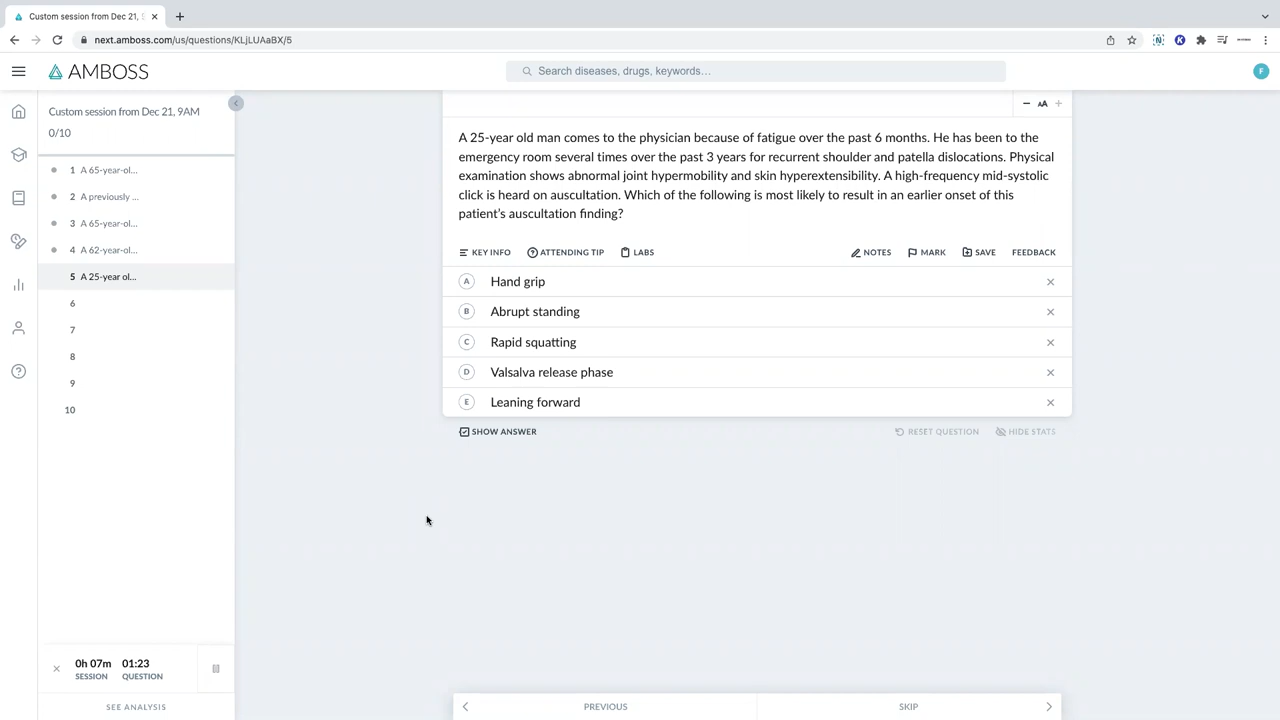 Custom session from Dec 21, 9
next.amboss.com/us/questions/KLjLUAaBX/5
AMBOSS
Search diseases, drugs, keywords…
F
Custom session from Dec 21, 9AM
0/10
1 A 65-year-ol...
2 A previously ...
3 A 65-year-ol...
4 A 62-year-ol...
5 A 25-year ol...
6
7
8
9
10
0h 07m 01:23
SESSION QUESTION
SEE ANALYSIS
AA
A 25-year old man comes to the physician because of fatigue over the past 6 months. He has been to the
emergency room several times over the past 3 years for recurrent shoulder and patella dislocations. Physical
examination shows abnormal joint hypermobility and skin hyperextensibility. A high-frequency mid-systolic
click is heard on auscultation. Which of the following is most likely to result in an earlier onset of this
patient's auscultation finding?
KEY INFO ATTENDING TIP LABS NOTES MARK SAVE FEEDBACK
A Hand grip
B Abrupt standing
C Rapid squatting
D Valsalva release phase
E Leaning forward
SHOW ANSWER RESET QUESTION HIDE STATS
PREVIOUS SKIP